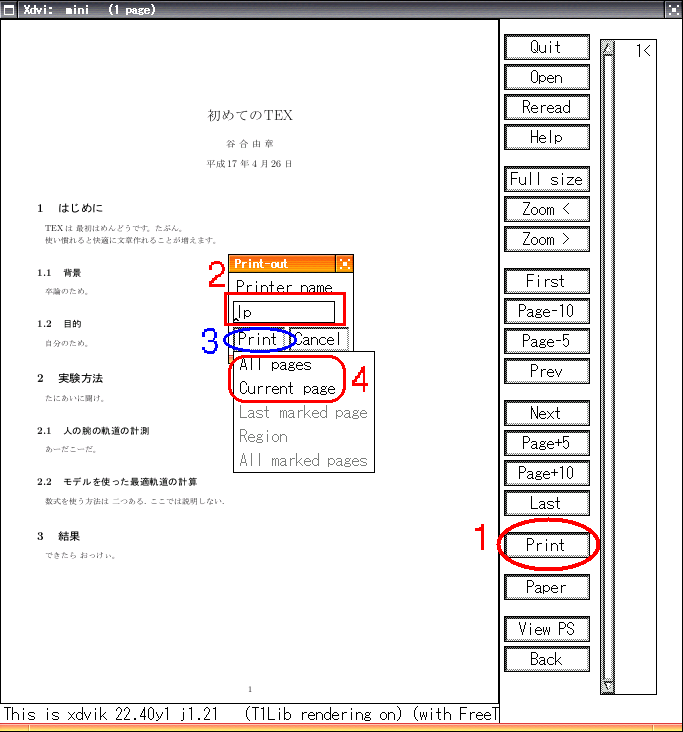 Xdvi: mini (1 page)
初めてのTEX
谷 合 由 章
平成 17 年 4 月 26 日
1 はじめに
TEX は 最初はめんどうです。たぶん。
使い慣れると快適に文章作れることが増えます。
1.1 背景
卒論のため。
1.2 目的
自分のため。
2 実験方法
たにあいに聞け。
2.1 人の腕の軌道の計測
あーだこーだ。
2.2 モデルを使った最適軌道の計算
数式を使う方法は 二つある. ここでは説明しない.
3 結果
できたら おっけぃ。
1
Print-out
2
Printer name
lp
3
Print
Cancel
All pages
Current page
4
Last marked page
Region
All marked pages
Quit
Open
Reread
Help
Full size
Zoom <
Zoom >
First
Page-10
Page-5
Prev
Next
Page+5
Page+10
Last
1
Print
Paper
View PS
Back
1<
This is xdvik 22.40y1 j1.21 (T1Lib rendering on) (with FreeT